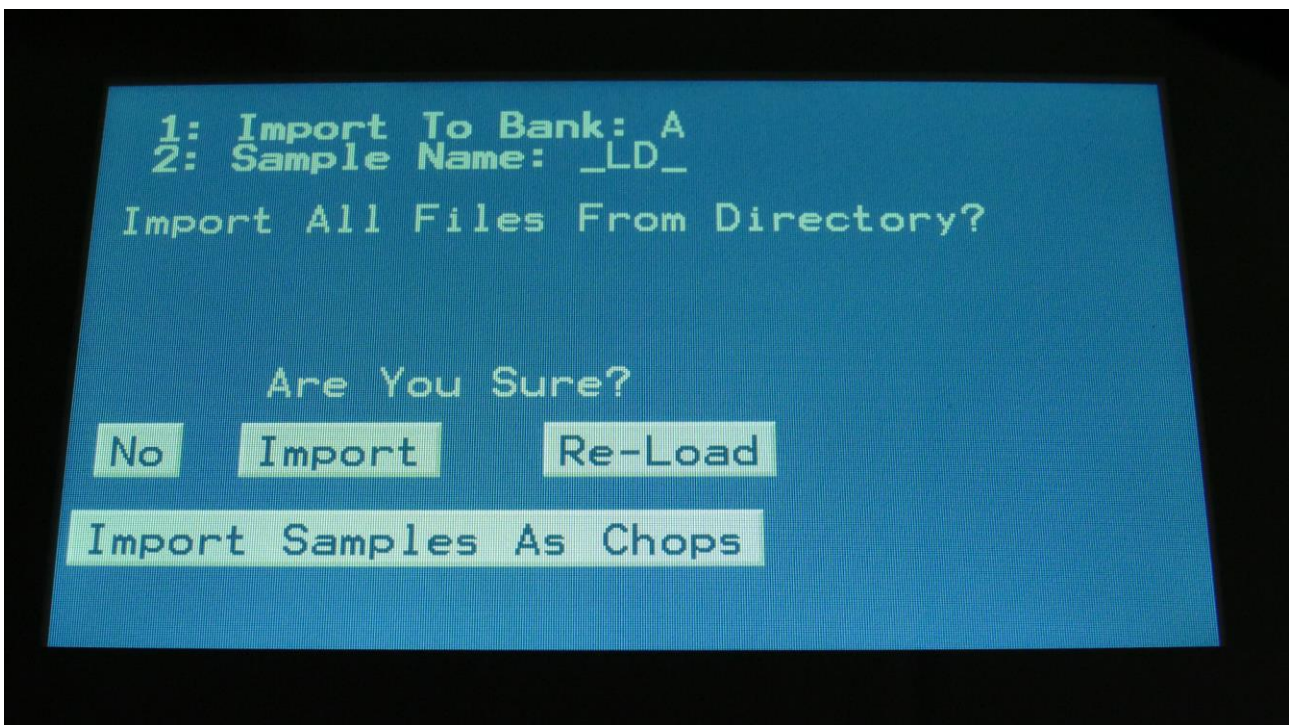 1: Import To Bank: A
2: Sample Name: _LD_
Import All Files From Directory?
Are You Sure?
No Import Re-Load
Import Samples As Chops